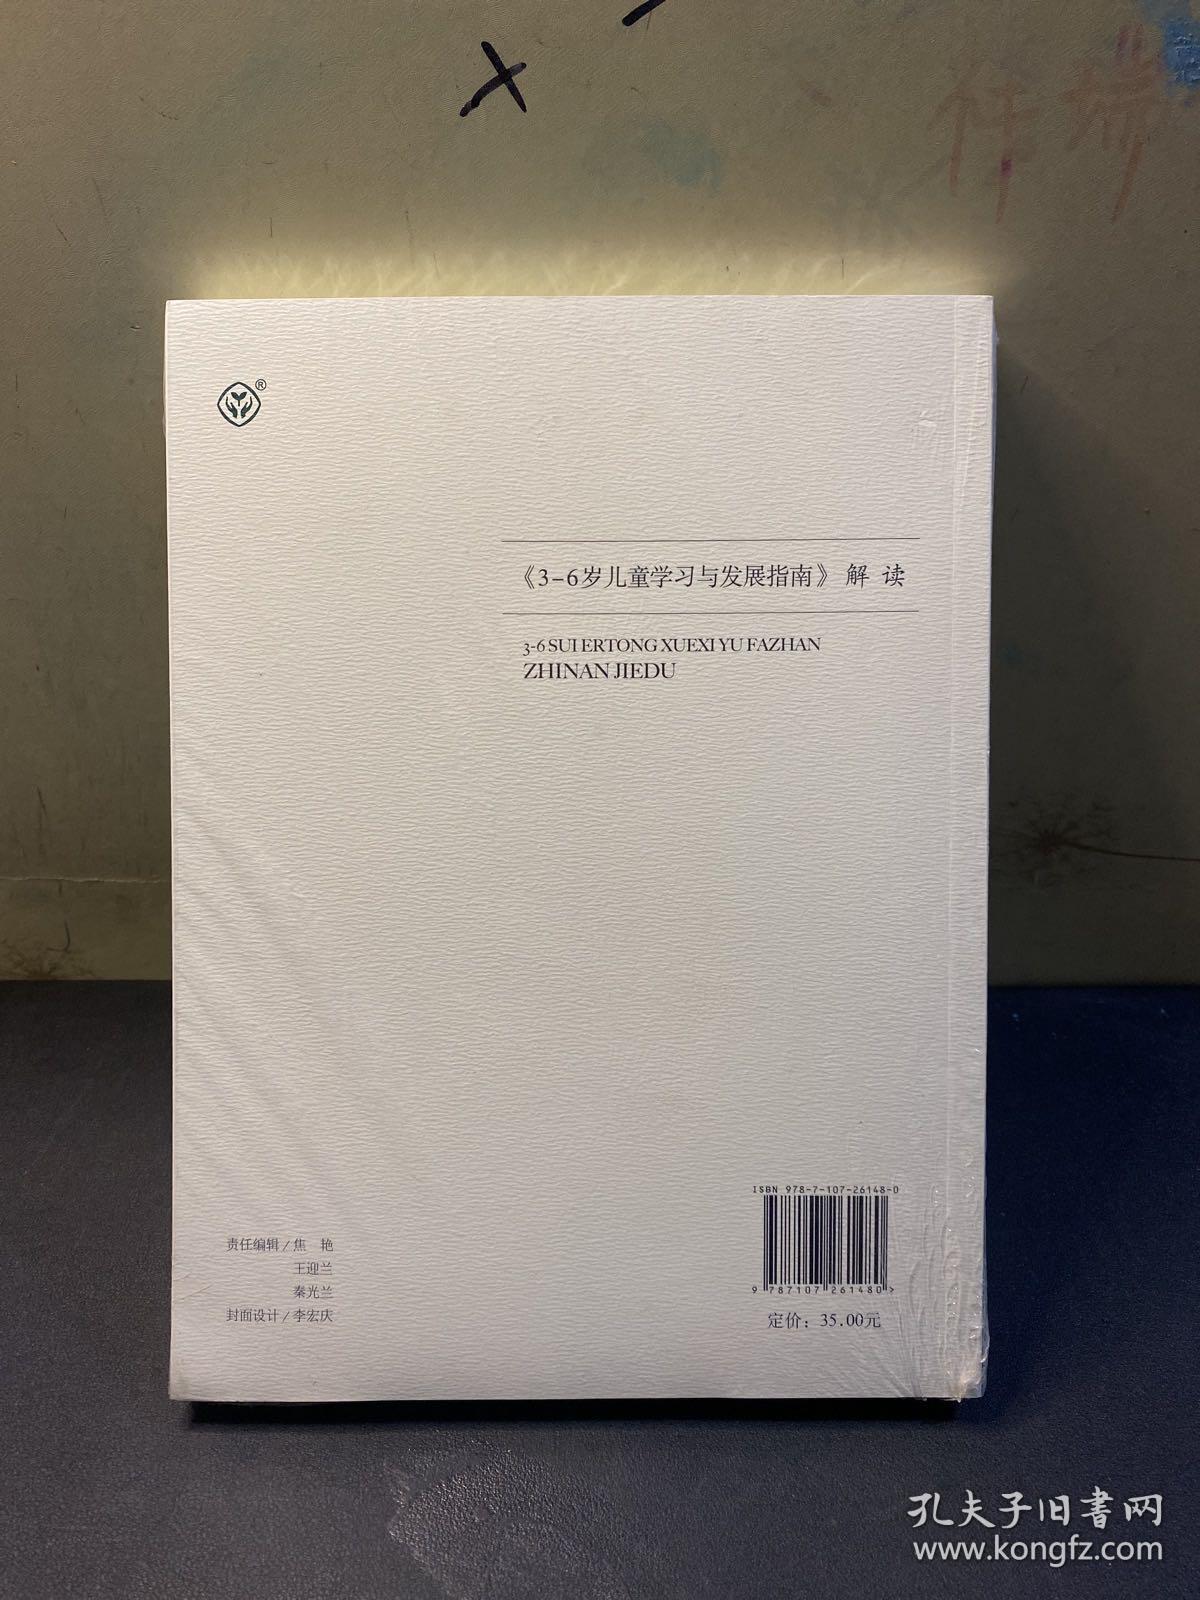 ®
《3-6岁儿童学习与发展指南》解读
3-6 SUI ERTONG XUEXI YU FAZHAN
ZHINAN JIEDU
ISBN 978-7-107-26148-0
9 787107 261480 >
定价：35.00元
责任编辑/焦 艳
王迎兰
秦光兰
封面设计/李宏庆
孔夫子旧書网
www.kongfz.com